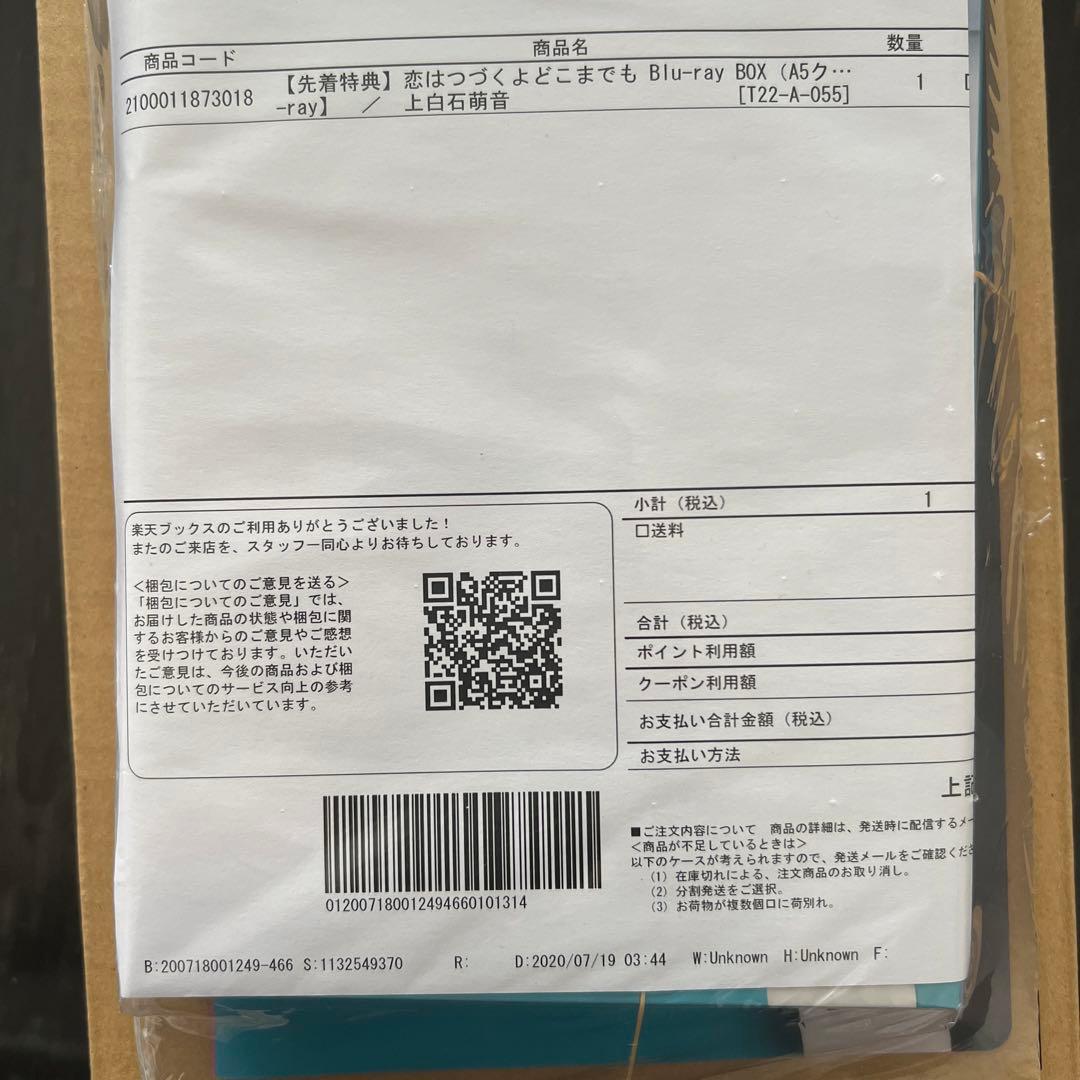 商品コード 商品名 数量
2100011873018 【先着特典】恋はつづくよどこまでも Blu-ray BOX（A5ク… 1 [
-ray】 ／ 上白石萌音 [T22-A-055]
小計（税込） 1
口送料
合計（税込）
ポイント利用額
クーポン利用額
お支払い合計金額（税込）
お支払い方法
楽天ブックスのご利用ありがとうございました！
またのご来店を、スタッフ一同心よりお待ちしております。
＜梱包についてのご意見を送る＞
「梱包についてのご意見」では、
お届けした商品の状態や梱包に関
するお客様からのご意見やご感想
を受けつけております。いただい
たご意見は、今後の商品および梱
包についてのサービス向上の参考
にさせていただいています。
上記
■ご注文内容について 商品の詳細は、発送時に配信するメー
＜商品が不足しているときは＞
以下のケースが考えられますので、発送メールをご確認くださ
(1) 在庫切れによる、注文商品のお取り消し。
(2) 分割発送をご選択。
(3) お荷物が複数個口に荷別れ。
012007180012494660101314
B:200718001249-466 S:1132549370 R: D:2020/07/19 03:44 W:Unknown H:Unknown F: